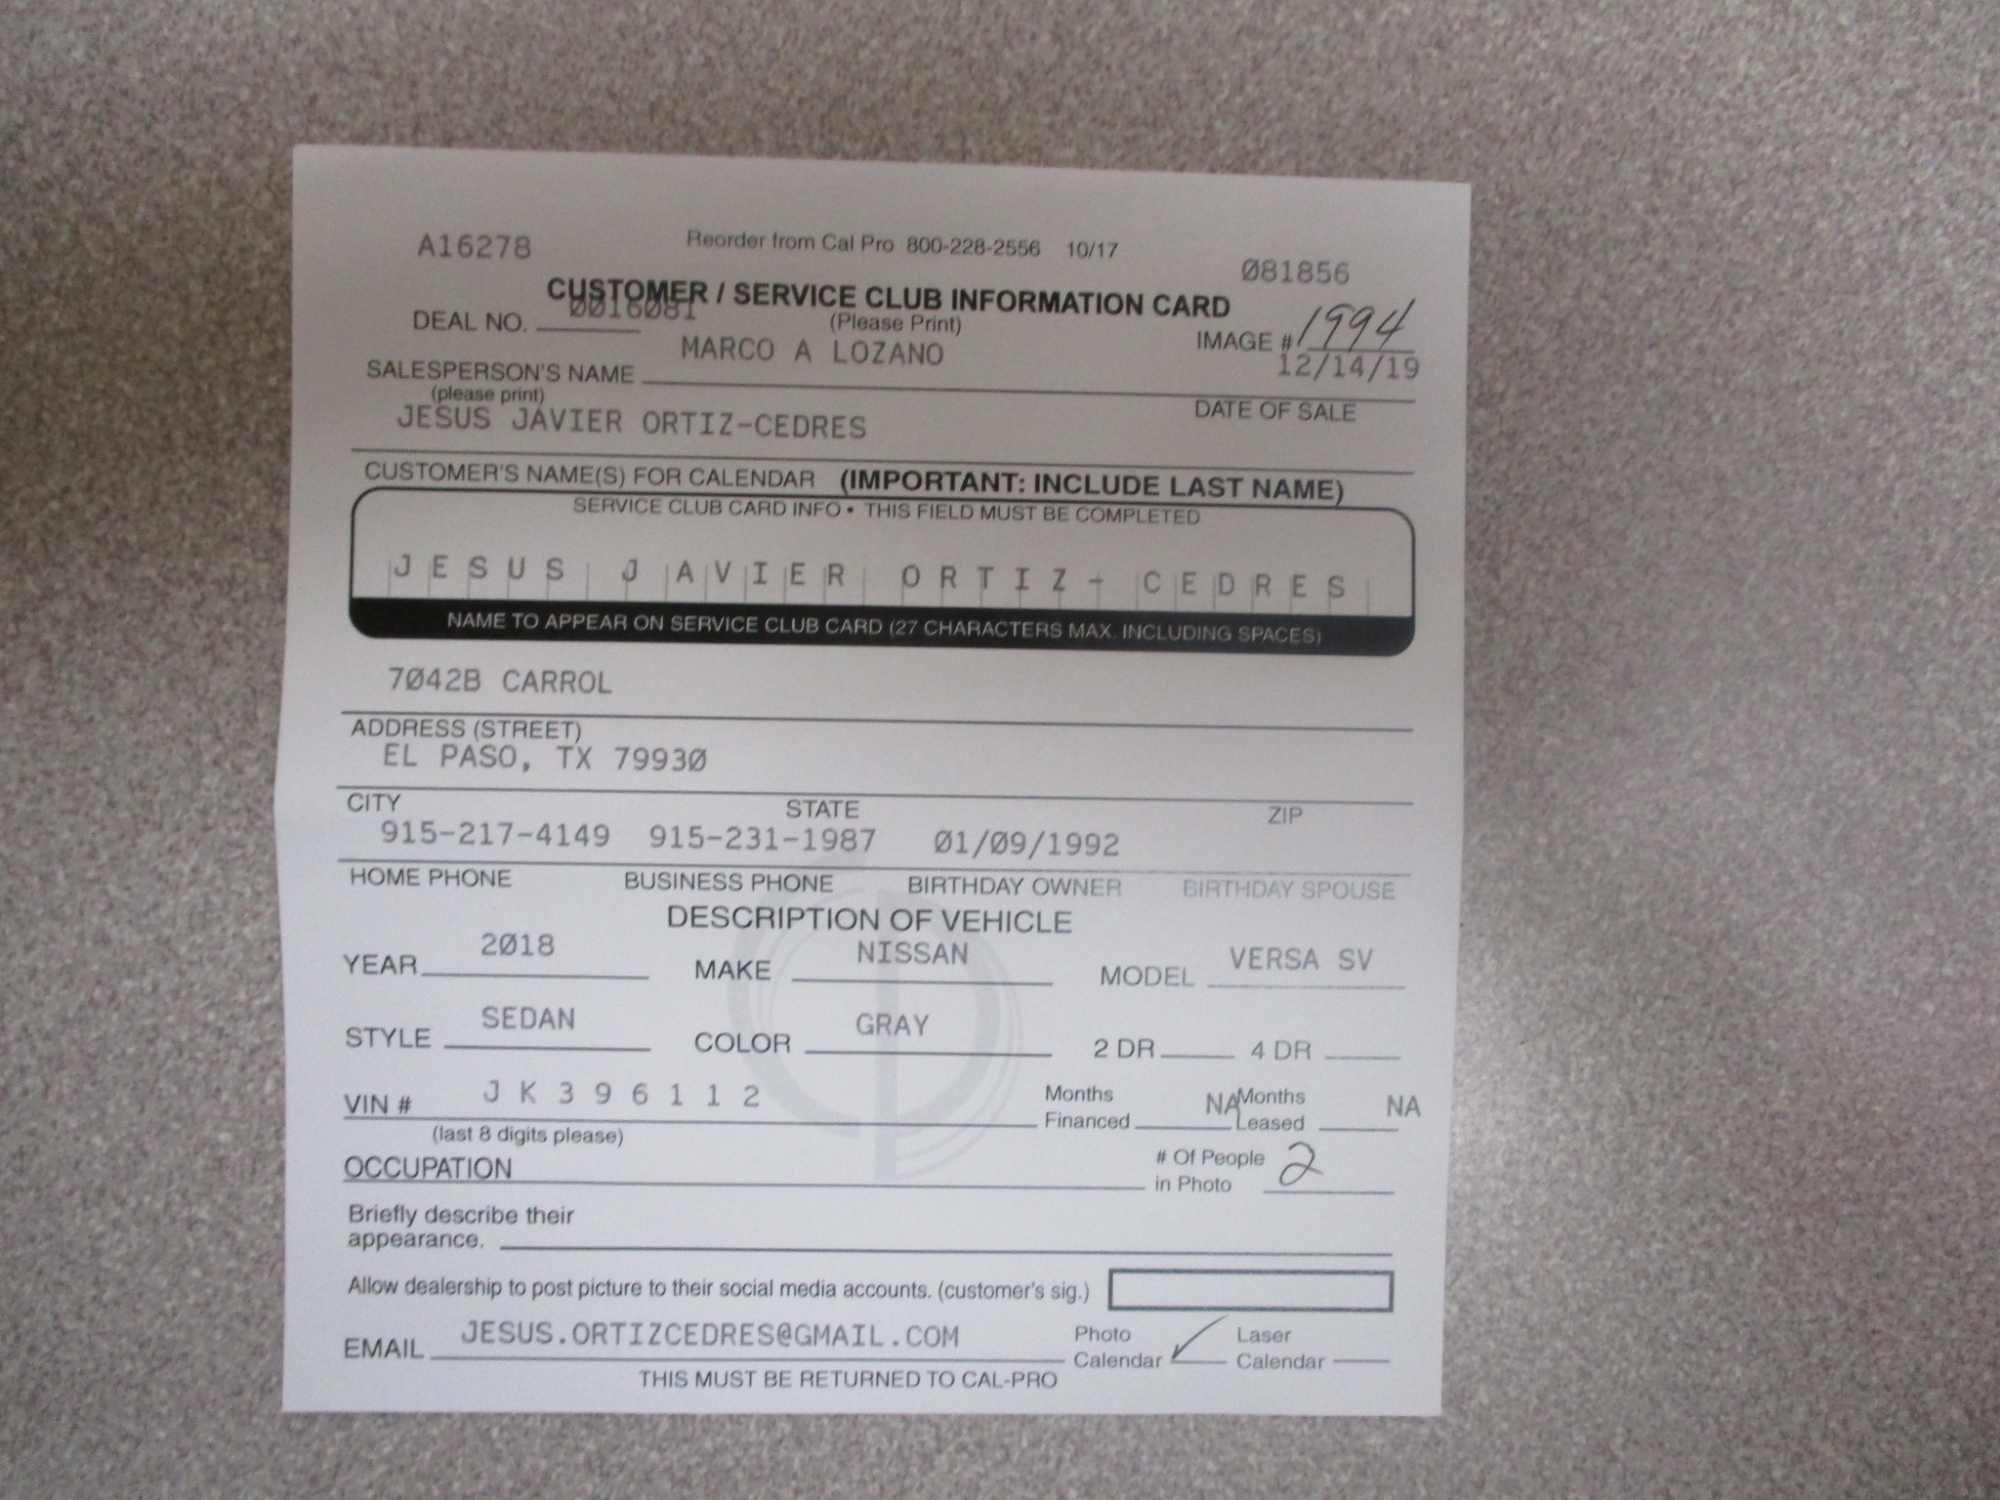 A16278 Reorder from Cal Pro 800-228-2556 10/17 081856
CUSTOMER / SERVICE CLUB INFORMATION CARD
DEAL NO. 0016081 (Please Print) IMAGE # 1994
MARCO A LOZANO 12/14/19
SALESPERSON'S NAME
(please print) DATE OF SALE
JESUS JAVIER ORTIZ-CEDRES
CUSTOMER'S NAME(S) FOR CALENDAR (IMPORTANT: INCLUDE LAST NAME)
SERVICE CLUB CARD INFO • THIS FIELD MUST BE COMPLETED
JESUS JAVIER ORTIZ-CEDRES
NAME TO APPEAR ON SERVICE CLUB CARD (27 CHARACTERS MAX. INCLUDING SPACES)
7042B CARROL
ADDRESS (STREET)
EL PASO, TX 79930
CITY STATE ZIP
915-217-4149 915-231-1987 01/09/1992
HOME PHONE BUSINESS PHONE BIRTHDAY OWNER BIRTHDAY SPOUSE
DESCRIPTION OF VEHICLE
YEAR 2018 MAKE NISSAN MODEL VERSA SV
STYLE SEDAN COLOR GRAY 2 DR 4 DR
VIN # JK396112 Months Financed NA Months Leased NA
(last 8 digits please)
OCCUPATION # Of People in Photo 2
Briefly describe their
appearance.
Allow dealership to post picture to their social media accounts. (customer's sig.)
EMAIL JESUS.ORTIZCEDRES@GMAIL.COM Photo Calendar ✓ Laser Calendar
THIS MUST BE RETURNED TO CAL-PRO